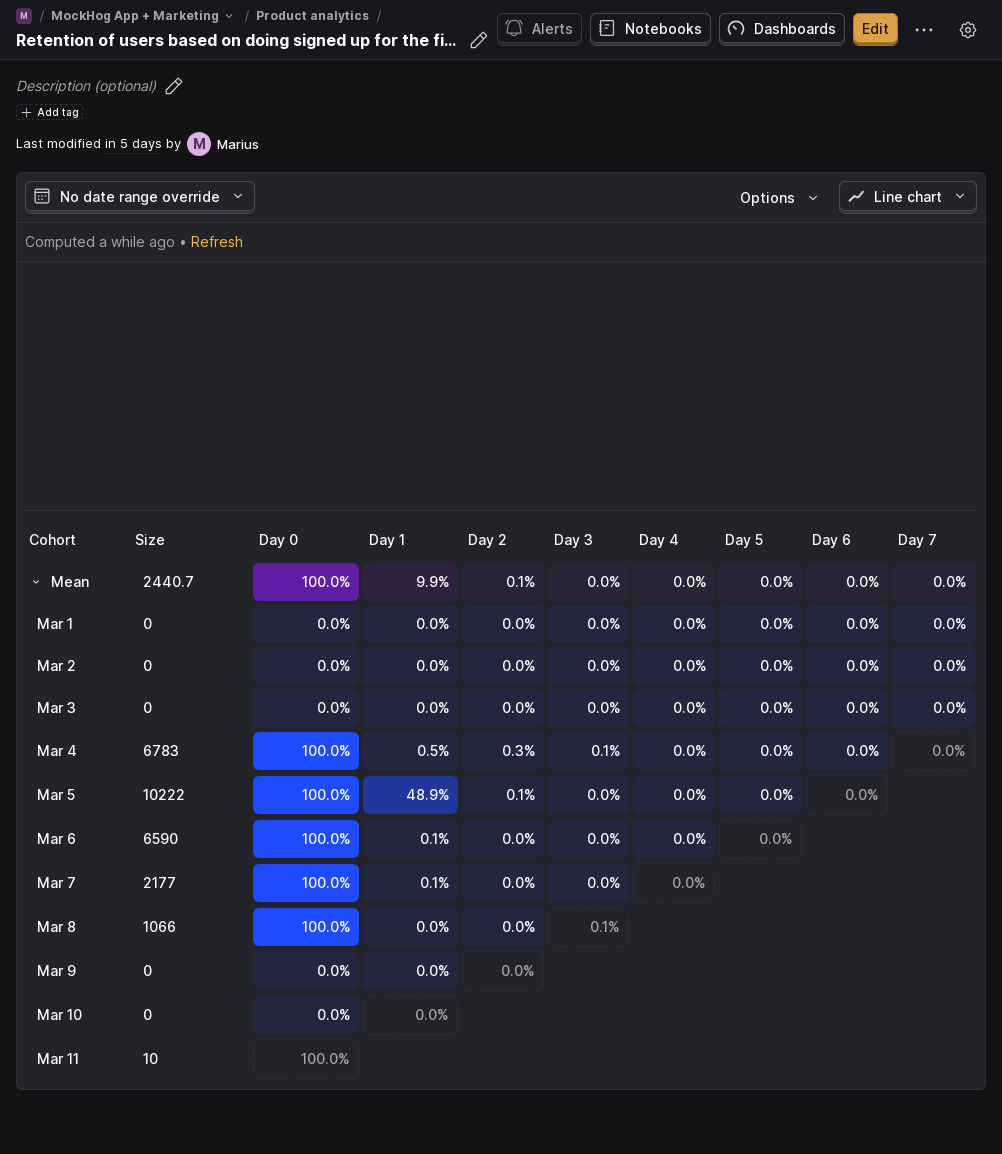 M / MockHog App + Marketing / Product analytics /
Retention of users based on doing signed up for the fi...
Alerts Notebooks Dashboards Edit
Description (optional)
Add tag
Last modified in 5 days by M Marius
No date range override Options Line chart
Computed a while ago • Refresh
Cohort Size Day 0 Day 1 Day 2 Day 3 Day 4 Day 5 Day 6 Day 7
Mean 2440.7 100.0% 9.9% 0.1% 0.0% 0.0% 0.0% 0.0% 0.0%
Mar 1 0 0.0% 0.0% 0.0% 0.0% 0.0% 0.0% 0.0% 0.0%
Mar 2 0 0.0% 0.0% 0.0% 0.0% 0.0% 0.0% 0.0% 0.0%
Mar 3 0 0.0% 0.0% 0.0% 0.0% 0.0% 0.0% 0.0% 0.0%
Mar 4 6783 100.0% 0.5% 0.3% 0.1% 0.0% 0.0% 0.0% 0.0%
Mar 5 10222 100.0% 48.9% 0.1% 0.0% 0.0% 0.0% 0.0%
Mar 6 6590 100.0% 0.1% 0.0% 0.0% 0.0% 0.0%
Mar 7 2177 100.0% 0.1% 0.0% 0.0% 0.0%
Mar 8 1066 100.0% 0.0% 0.0% 0.1%
Mar 9 0 0.0% 0.0% 0.0%
Mar 10 0 0.0% 0.0%
Mar 11 10 100.0%